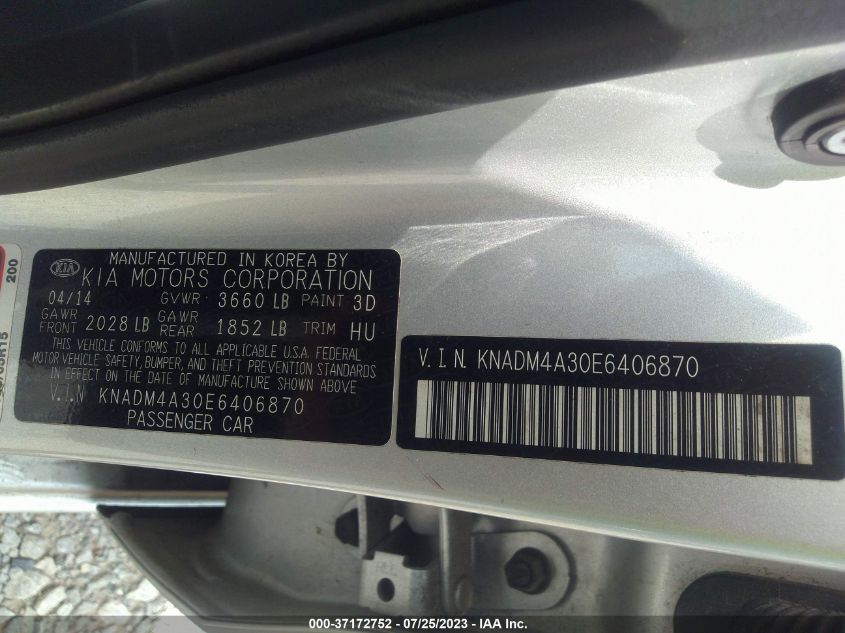 MANUFACTURED IN KOREA BY
KIA KIA MOTORS CORPORATION
04/14 GVWR: 3660 LB PAINT 3D
GAWR FRONT 2028 LB GAWR REAR 1852 LB TRIM HU
THIS VEHICLE CONFORMS TO ALL APPLICABLE U.S.A. FEDERAL
MOTOR VEHICLE SAFETY, BUMPER, AND THEFT PREVENTION STANDARDS
IN EFFECT ON THE DATE OF MANUFACTURE SHOWN ABOVE
V.I.N KNADM4A30E6406870
PASSENGER CAR
V.I.N. KNADM4A30E6406870
200
000-37172752 - 07/25/2023 - IAA Inc.